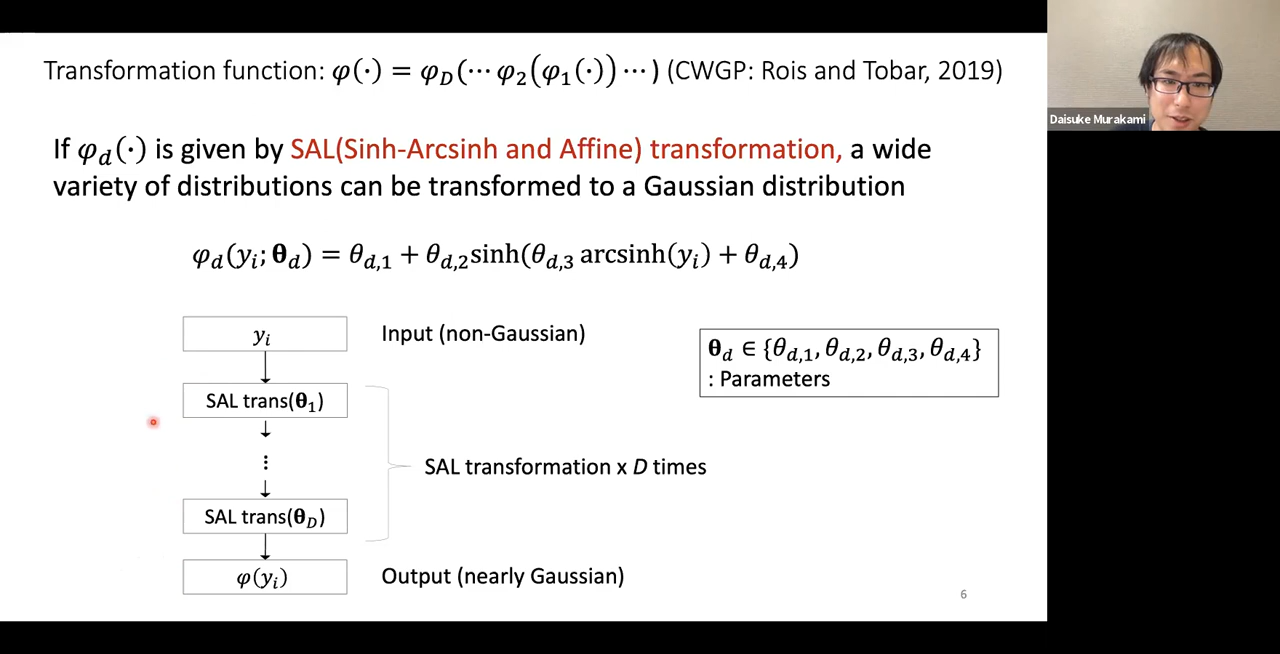 Transformation function: φ(·) = φ_D(⋯ φ_2(φ_1(·)) ⋯) (CWGP: Rois and Tobar, 2019)
Daisuke Murakami
If φ_d(·) is given by SAL(Sinh-Arcsinh and Affine) transformation, a wide
variety of distributions can be transformed to a Gaussian distribution
φ_d(y_i; θ_d) = θ_{d,1} + θ_{d,2}sinh(θ_{d,3} arcsinh(y_i) + θ_{d,4})
y_i
Input (non-Gaussian)
θ_d ∈ {θ_{d,1}, θ_{d,2}, θ_{d,3}, θ_{d,4}}
: Parameters
SAL trans(θ_1)
⋮
SAL transformation x D times
SAL trans(θ_D)
φ(y_i)
Output (nearly Gaussian)
6